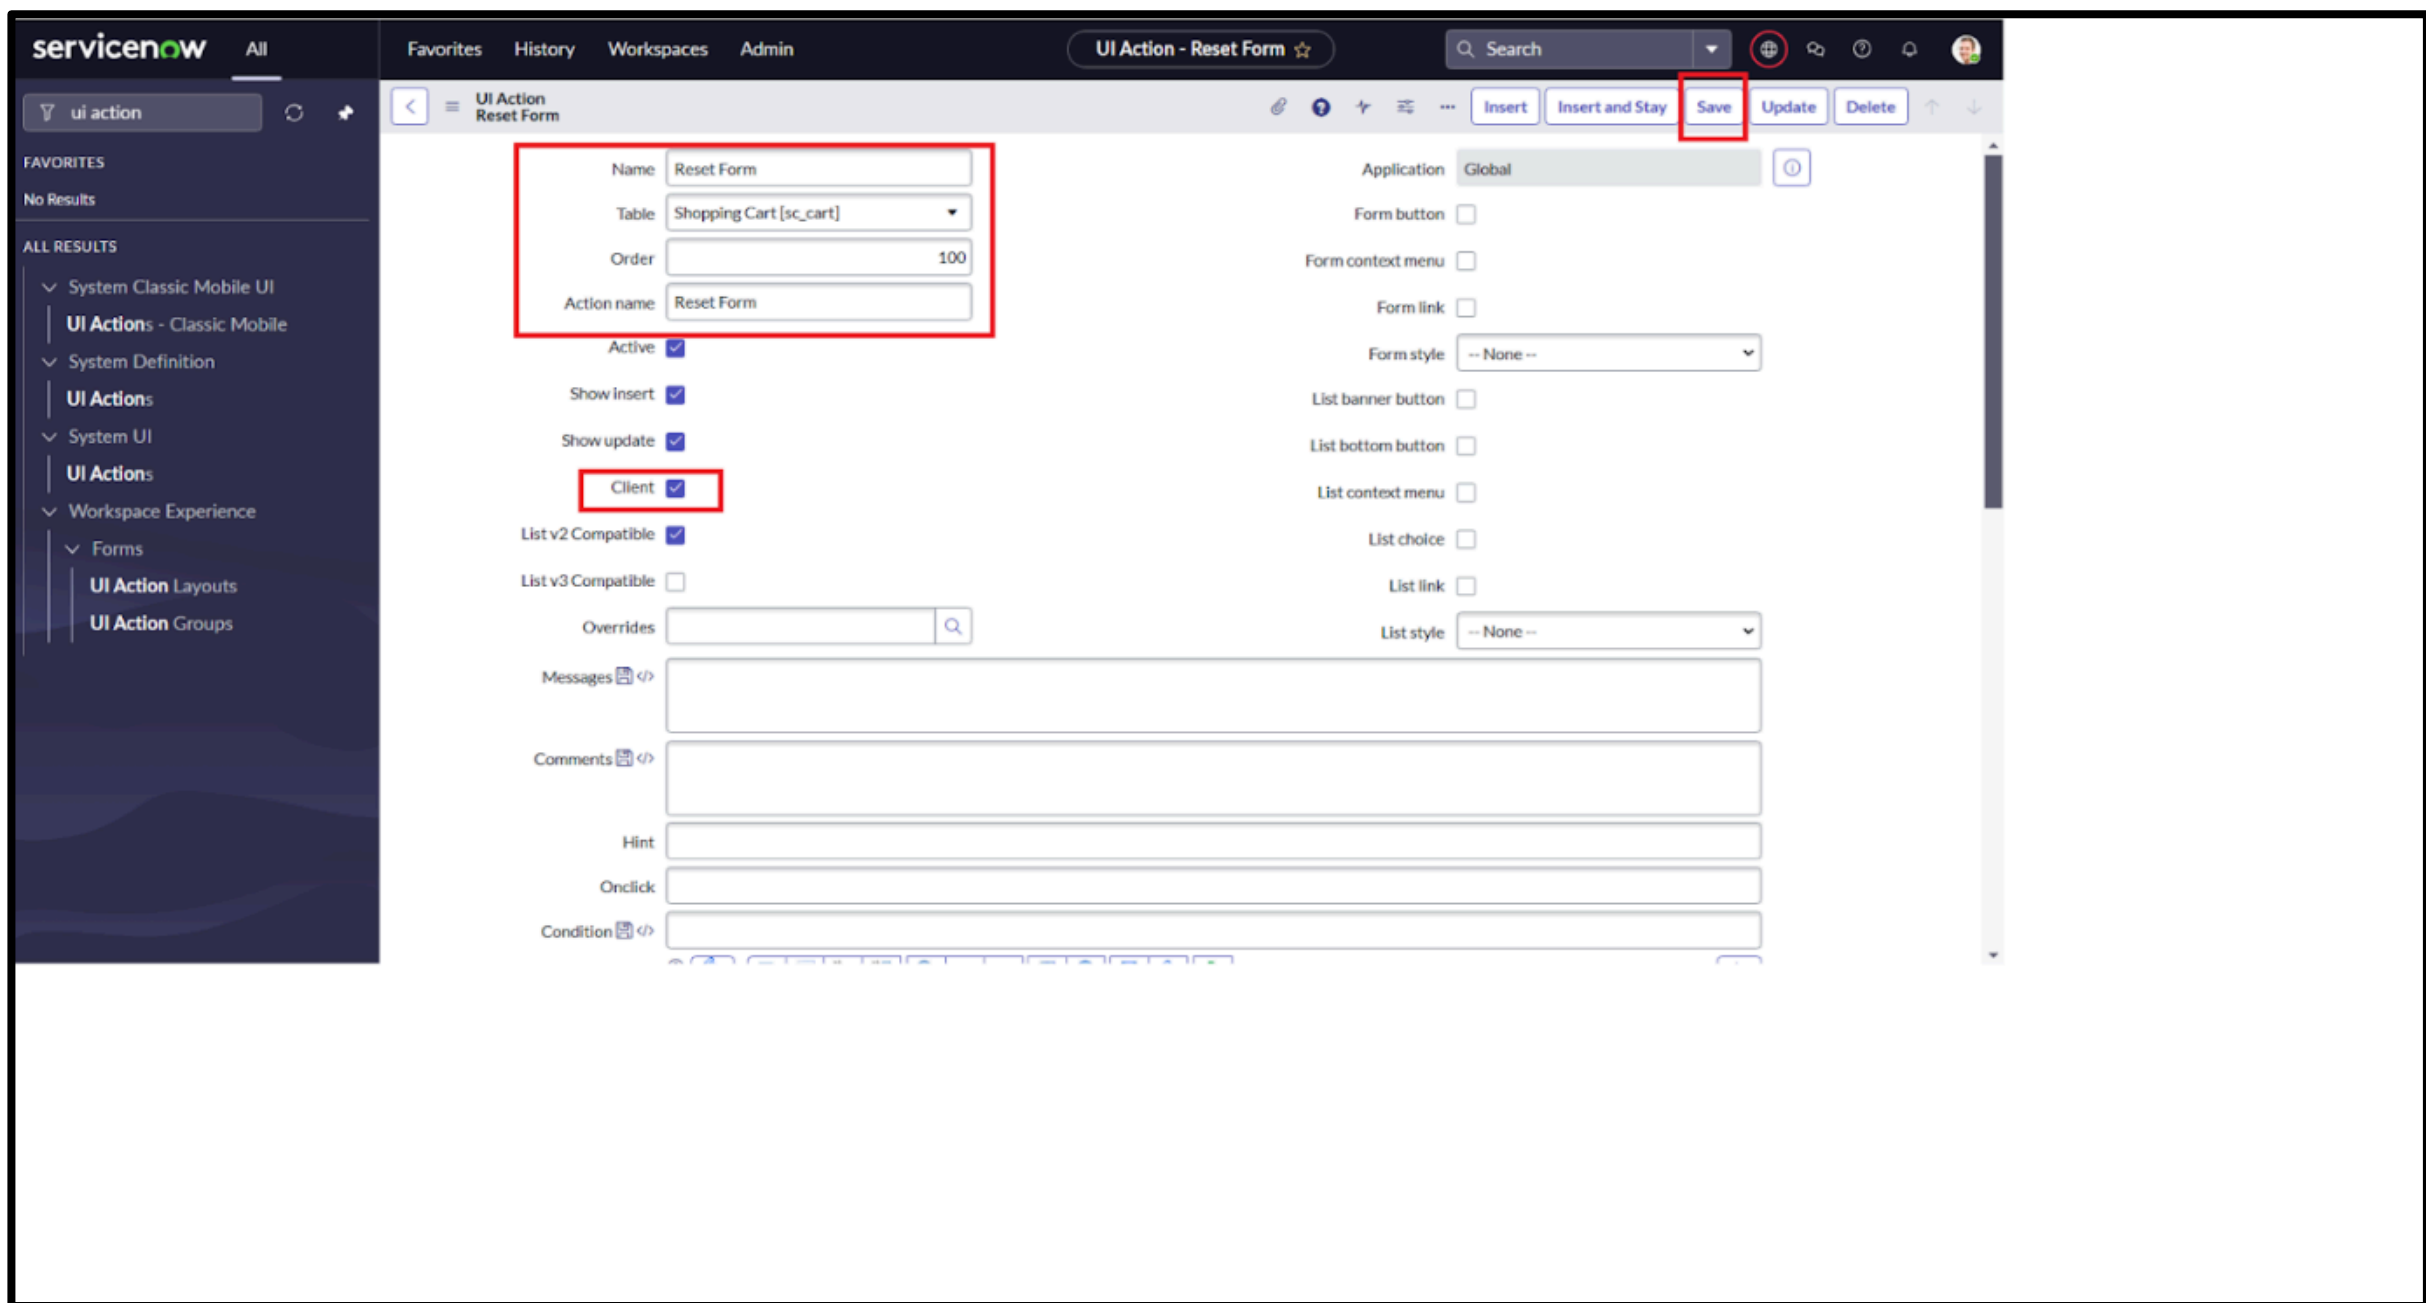 servicenow All Favorites History Workspaces Admin UI Action - Reset Form Search
ui action
FAVORITES
No Results
ALL RESULTS
System Classic Mobile UI
UI Actions - Classic Mobile
System Definition
UI Actions
System UI
UI Actions
Workspace Experience
Forms
UI Action Layouts
UI Action Groups
UI Action
Reset Form
Insert Insert and Stay Save Update Delete
Name Reset Form
Table Shopping Cart [sc_cart]
Order 100
Action name Reset Form
Active
Show insert
Show update
Client
List v2 Compatible
List v3 Compatible
Overrides
Application Global
Form button
Form context menu
Form link
Form style -- None --
List banner button
List bottom button
List context menu
List choice
List link
List style -- None --
Messages
Comments
Hint
Onclick
Condition